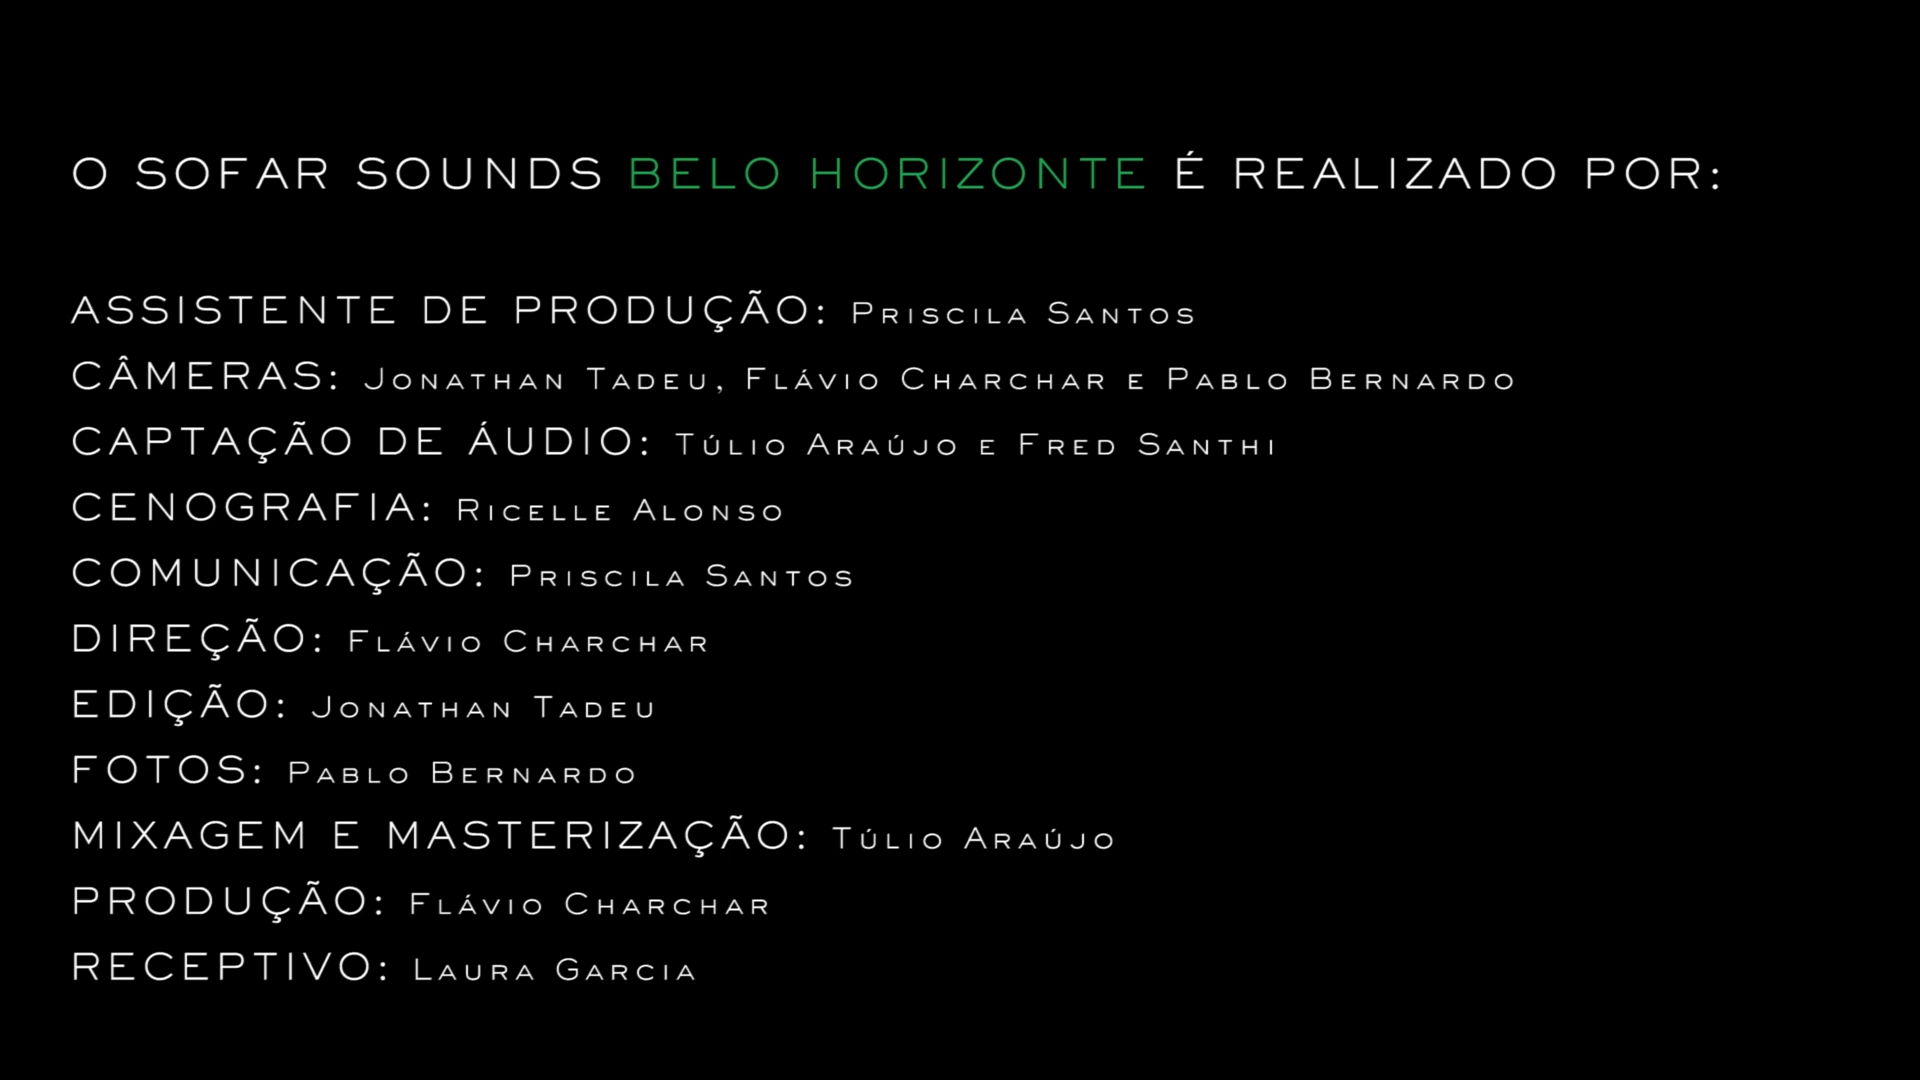 O SOFAR SOUNDS BELO HORIZONTE É REALIZADO POR:
ASSISTENTE DE PRODUÇÃO: Priscila Santos
CÂMERAS: Jonathan Tadeu, Flávio Charchar e Pablo Bernardo
CAPTAÇÃO DE ÁUDIO: Túlio Araújo e Fred Santhi
CENOGRAFIA: Ricelle Alonso
COMUNICAÇÃO: Priscila Santos
DIREÇÃO: Flávio Charchar
EDIÇÃO: Jonathan Tadeu
FOTOS: Pablo Bernardo
MIXAGEM E MASTERIZAÇÃO: Túlio Araújo
PRODUÇÃO: Flávio Charchar
RECEPTIVO: Laura Garcia